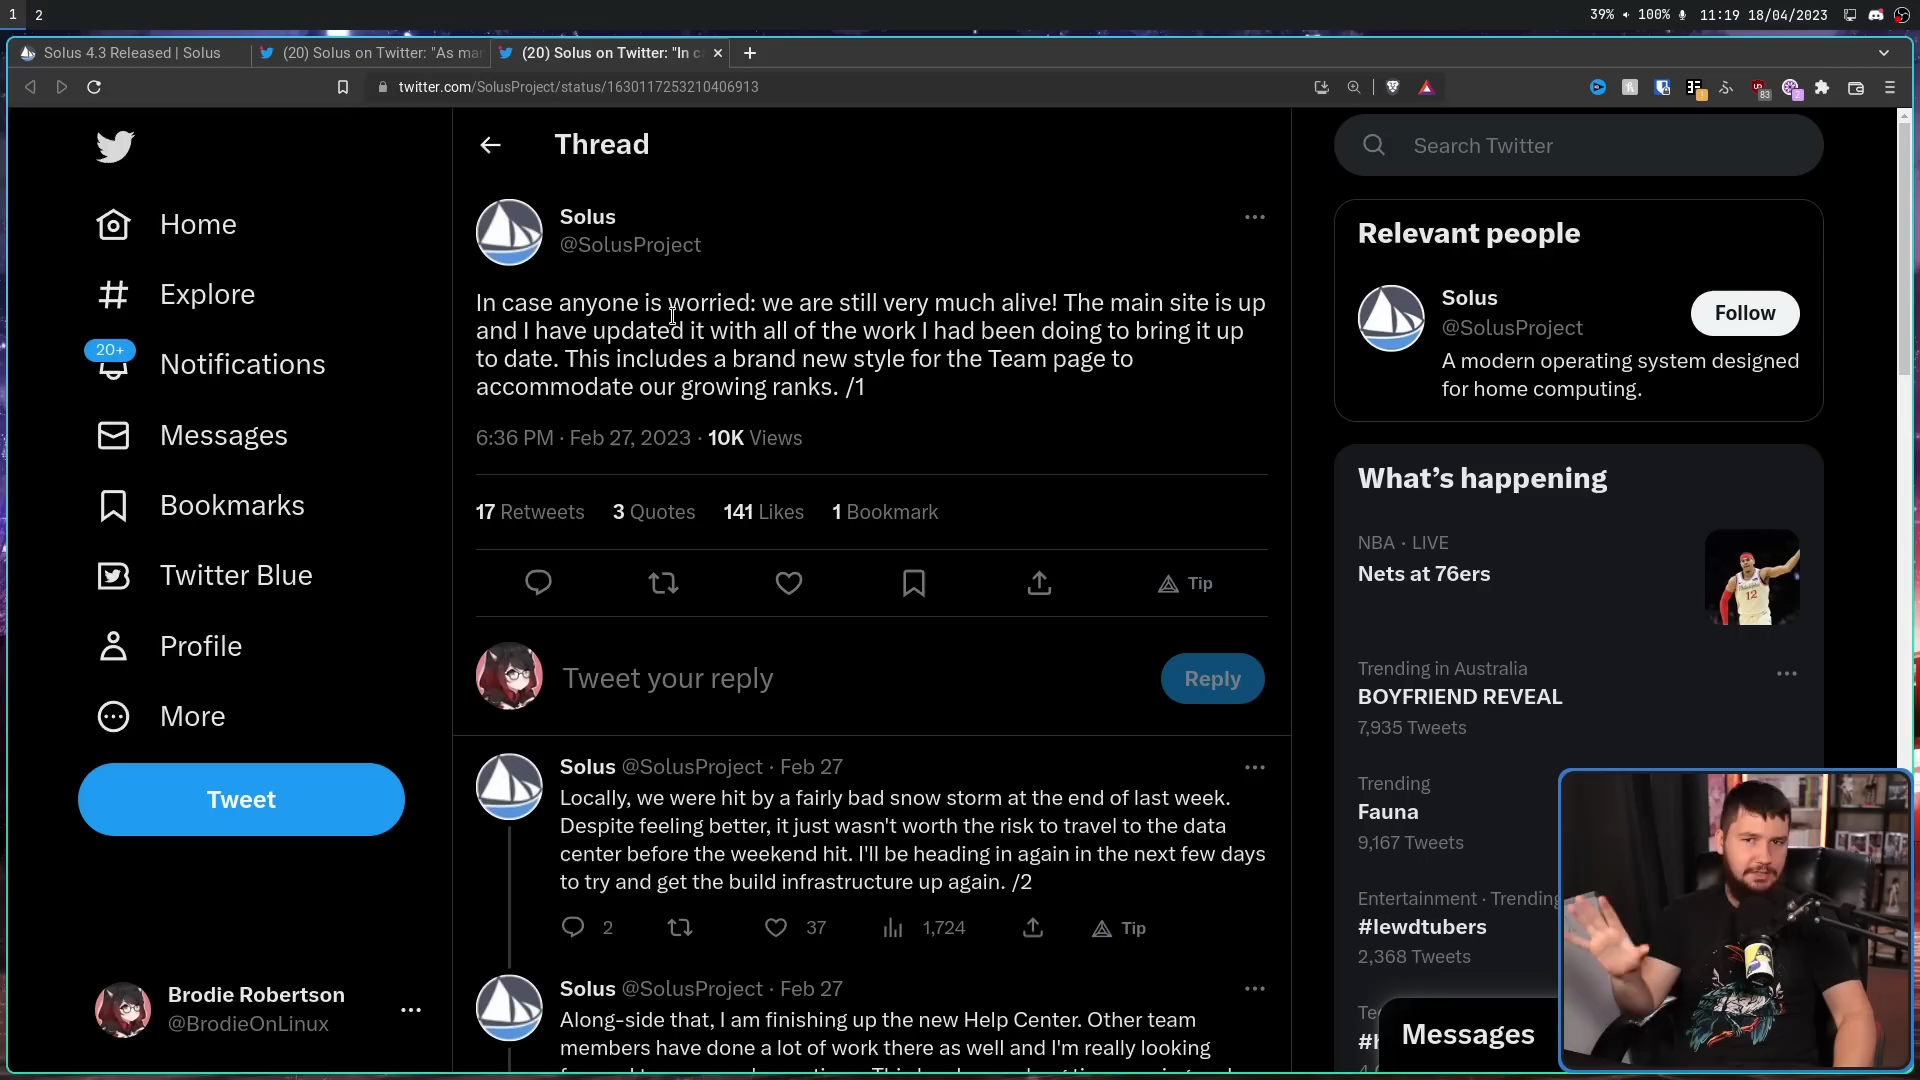 1 2
39% 100% 11:19 18/04/2023
Solus 4.3 Released | Solus
(20) Solus on Twitter: "As mar
(20) Solus on Twitter: "In c
twitter.com/SolusProject/status/1630117253210406913
83
2
Home
Explore
20+
Notifications
Messages
Bookmarks
Twitter Blue
Profile
More
Tweet
Brodie Robertson
@BrodieOnLinux
Thread
Solus
@SolusProject
In case anyone is worried: we are still very much alive! The main site is up
and I have updated it with all of the work I had been doing to bring it up
to date. This includes a brand new style for the Team page to
accommodate our growing ranks. /1
6:36 PM · Feb 27, 2023 · 10K Views
17 Retweets 3 Quotes 141 Likes 1 Bookmark
Tip
Tweet your reply
Reply
Solus @SolusProject · Feb 27
Locally, we were hit by a fairly bad snow storm at the end of last week.
Despite feeling better, it just wasn't worth the risk to travel to the data
center before the weekend hit. I'll be heading in again in the next few days
to try and get the build infrastructure up again. /2
2 37 1,724 Tip
Solus @SolusProject · Feb 27
Along-side that, I am finishing up the new Help Center. Other team
members have done a lot of work there as well and I'm really looking
Search Twitter
Relevant people
Solus
@SolusProject
Follow
A modern operating system designed
for home computing.
What's happening
NBA · LIVE
Nets at 76ers
Trending in Australia
BOYFRIEND REVEAL
7,935 Tweets
Trending
Fauna
9,167 Tweets
Entertainment · Trending
#lewdtubers
2,368 Tweets
Messages